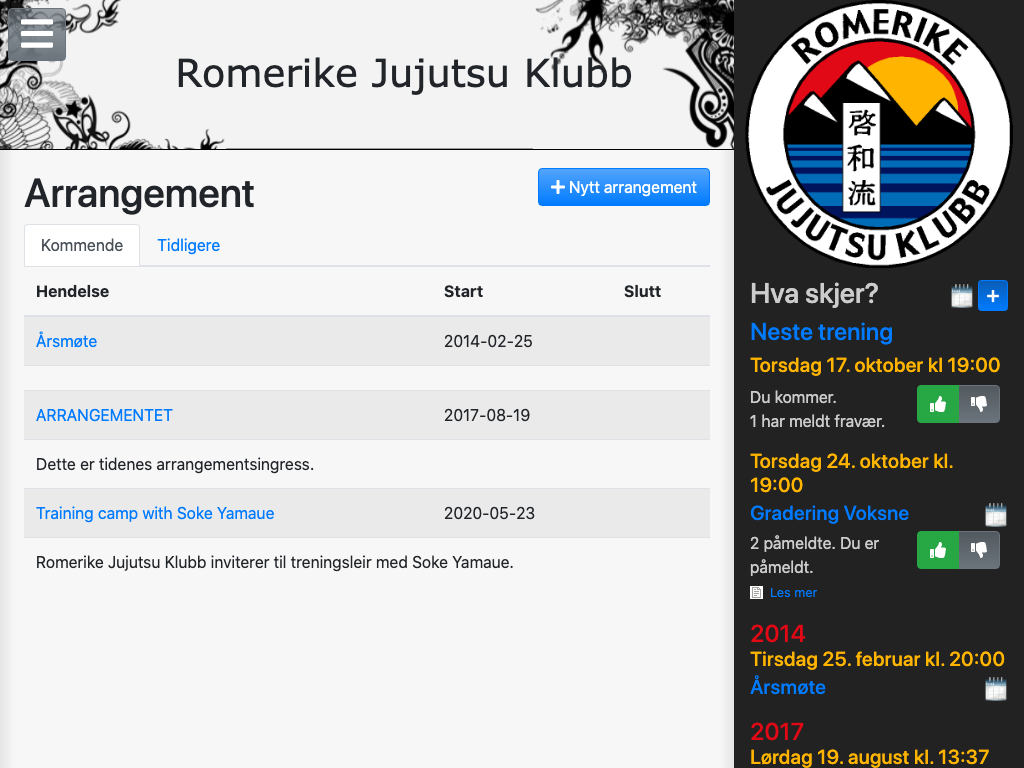 Romerike Jujutsu Klubb
Arrangement
Nytt arrangement
Kommende
Tidligere
Hendelse Start Slutt
Årsmøte 2014-02-25
ARRANGEMENTET 2017-08-19
Dette er tidenes arrangementsingress.
Training camp with Soke Yamaue 2020-05-23
Romerike Jujutsu Klubb inviterer til treningsleir med Soke Yamaue.
ROMERIKE
啓和流
JUJUTSU KLUBB
Hva skjer?
Neste trening
Torsdag 17. oktober kl 19:00
Du kommer.
1 har meldt fravær.
Torsdag 24. oktober kl.
19:00
Gradering Voksne
2 påmeldte. Du er
påmeldt.
Les mer
2014
Tirsdag 25. februar kl. 20:00
Årsmøte
2017
Lørdag 19. august kl. 13:37